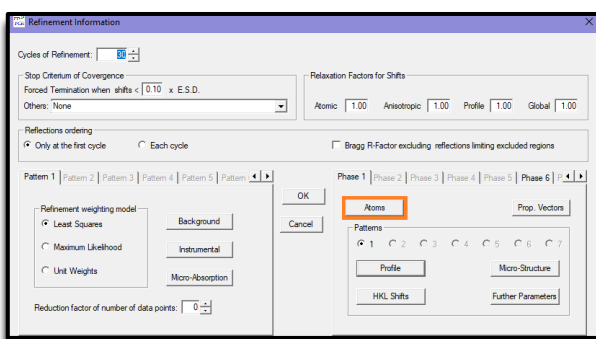 Refinement Information
Cycles of Refinement: 30
Stop Criterium of Covergence
Forced Termination when shifts < 0.10 x E.S.D.
Others: None
Relaxation Factors for Shifts
Atomic 1.00 Anisotropic 1.00 Profile 1.00 Global 1.00
Reflections ordering
Only at the first cycle Each cycle
Bragg R-Factor excluding reflections limiting excluded regions
Pattern 1 Pattern 2 Pattern 3 Pattern 4 Pattern 5 Pattern
Refinement weighting model
Least Squares
Maximum Likelihood
Unit Weights
Background
Instrumental
Micro-Absorption
Reduction factor of number of data points: 0
OK
Cancel
Phase 1 Phase 2 Phase 3 Phase 4 Phase 5 Phase 6 P
Atoms Prop. Vectors
Patterns
1 2 3 4 5 6 7
Profile Micro-Structure
HKL Shifts Further Parameters